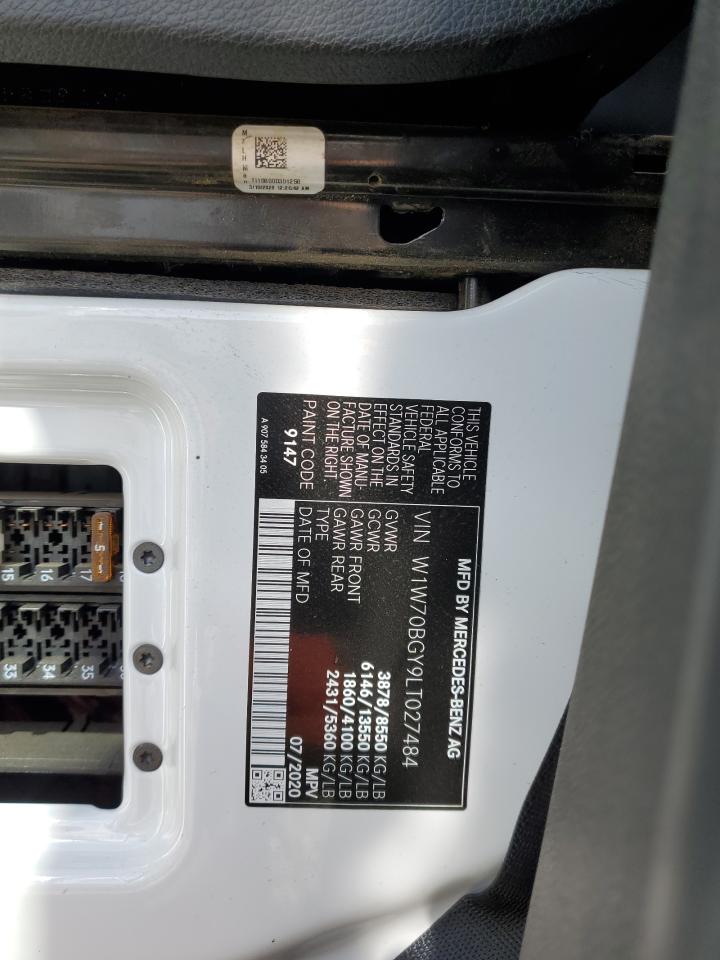 THIS VEHICLE
CONFORMS TO
ALL APPLICABLE
FEDERAL
VEHICLE SAFETY
STANDARDS IN
EFFECT ON THE
DATE OF MANU-
FACTURE SHOWN
ON THE RIGHT.
PAINT CODE
9147
A 907 584 34 05
MFD BY MERCEDES-BENZ AG
VIN W1W70BGY9LT027484
GVWR 3878/8550 KG/LB
GCWR 6146/13550 KG/LB
GAWR FRONT 1860/4100 KG/LB
GAWR REAR 2431/5360 KG/LB
TYPE MPV
DATE OF MFD 07/2020
15
16
17
5
33
34
35